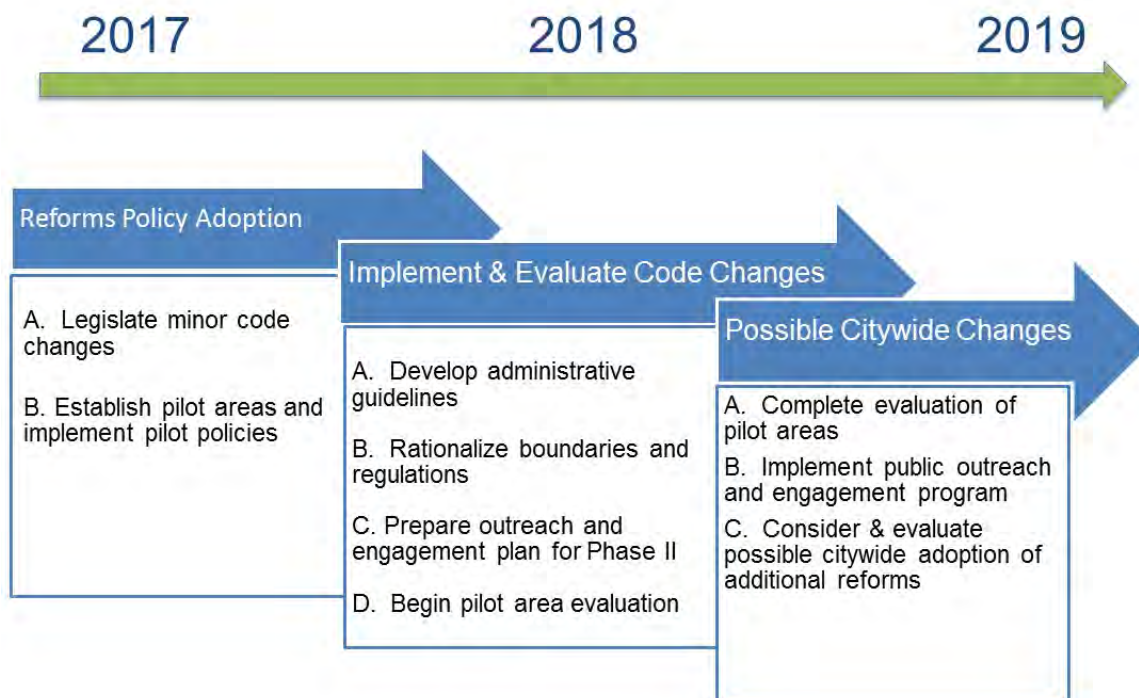 2017 2018 2019
Reforms Policy Adoption
A. Legislate minor code
changes
B. Establish pilot areas and
implement pilot policies
Implement & Evaluate Code Changes
A. Develop administrative
guidelines
B. Rationalize boundaries and
regulations
C. Prepare outreach and
engagement plan for Phase II
D. Begin pilot area evaluation
Possible Citywide Changes
A. Complete evaluation of
pilot areas
B. Implement public outreach
and engagement program
C. Consider & evaluate
possible citywide adoption of
additional reforms